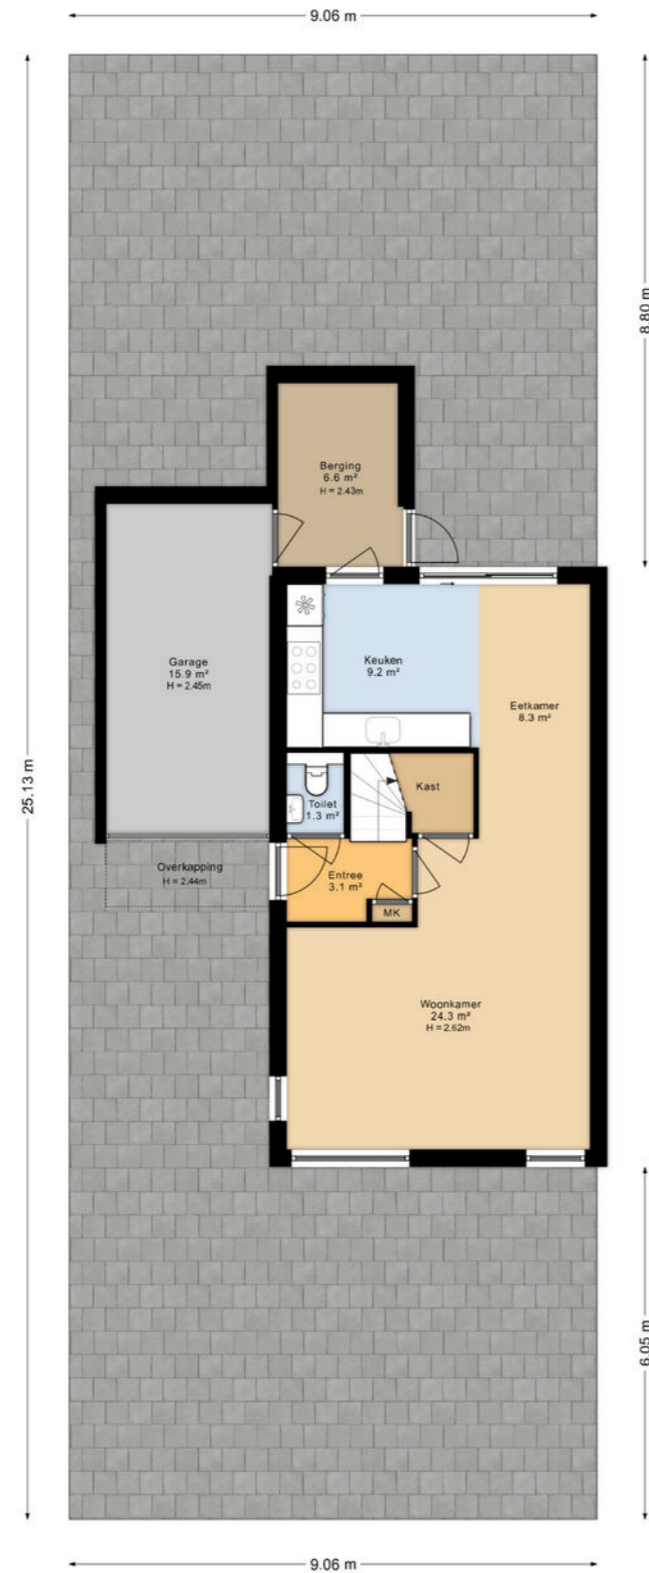 9.06 m
8.80 m
Berging
6.6 m²
H = 2.43m
Garage
15.9 m²
H = 2.45m
Keuken
9.2 m²
Eetkamer
8.3 m²
25.13 m
Kast
Toilet
1.3 m²
Overkapping
H = 2.44m
Entree
3.1 m²
MK
Woonkamer
24.3 m²
H = 2.62m
6.05 m
9.06 m